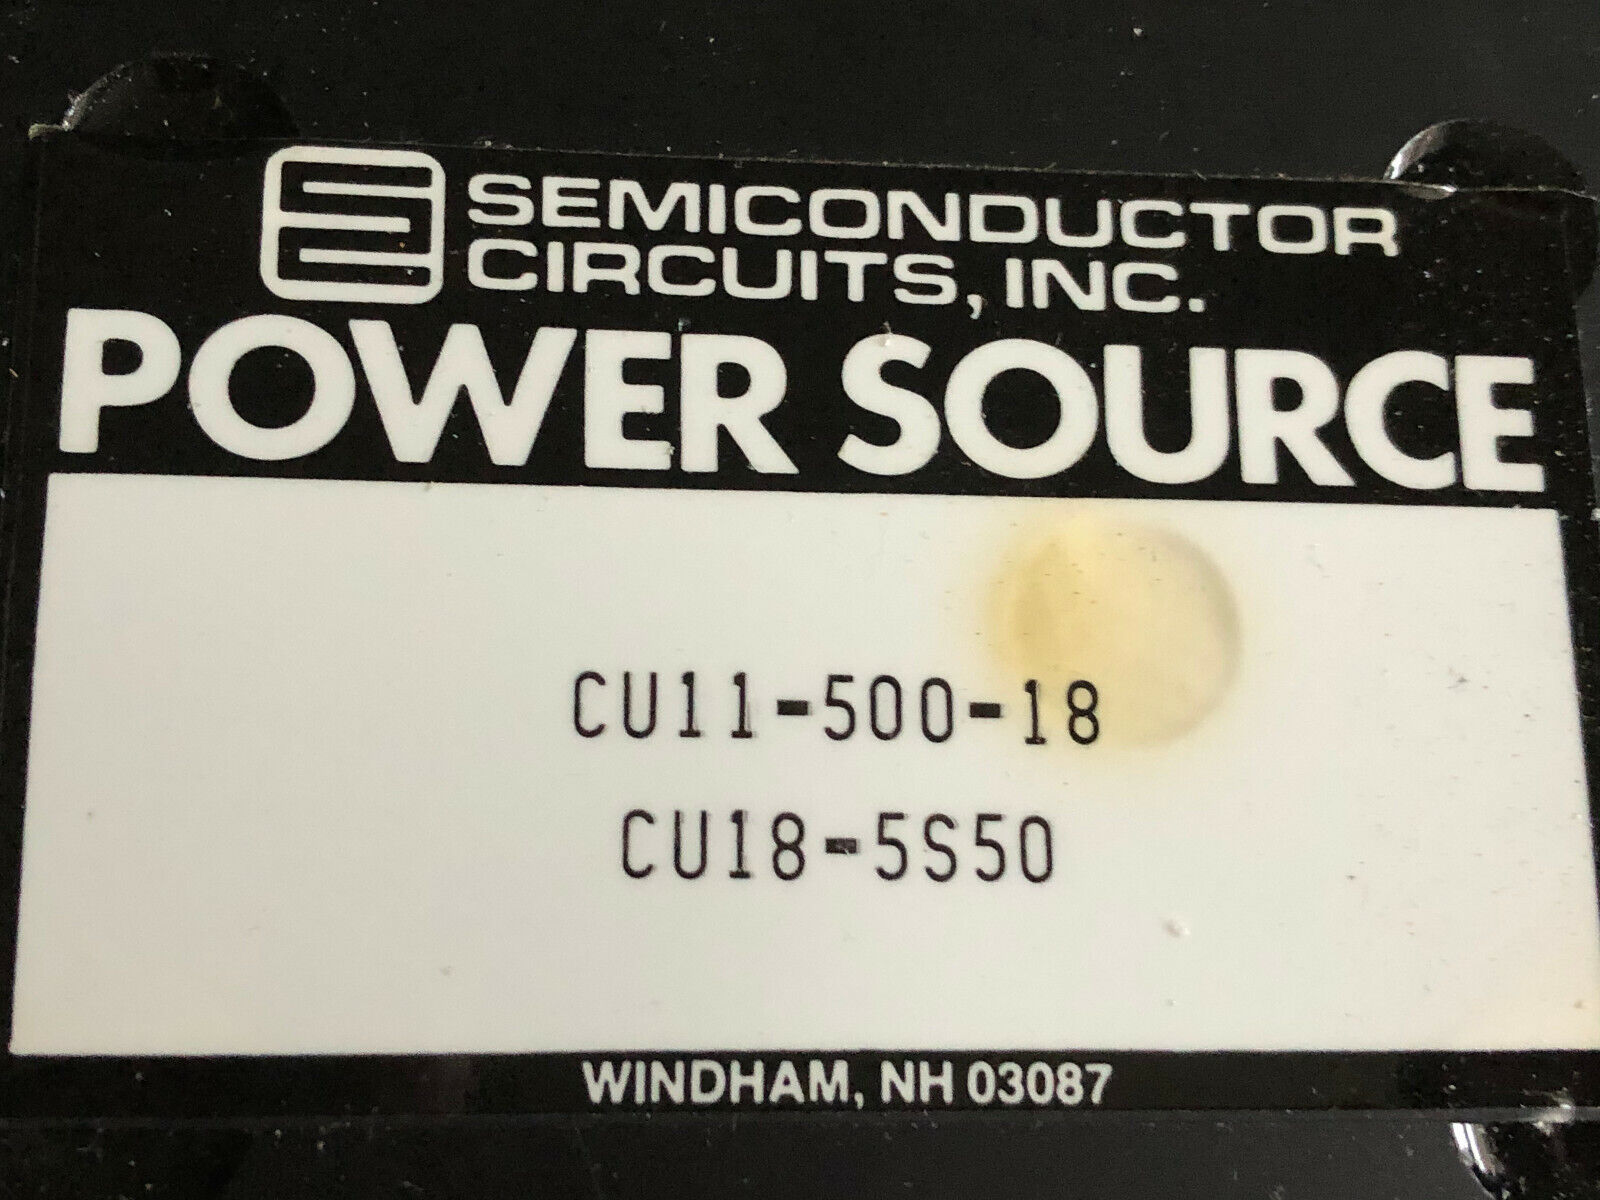 SEMICONDUCTOR
CIRCUITS, INC.
POWER SOURCE
CU11-500-18
CU18-5S50
WINDHAM, NH 03087